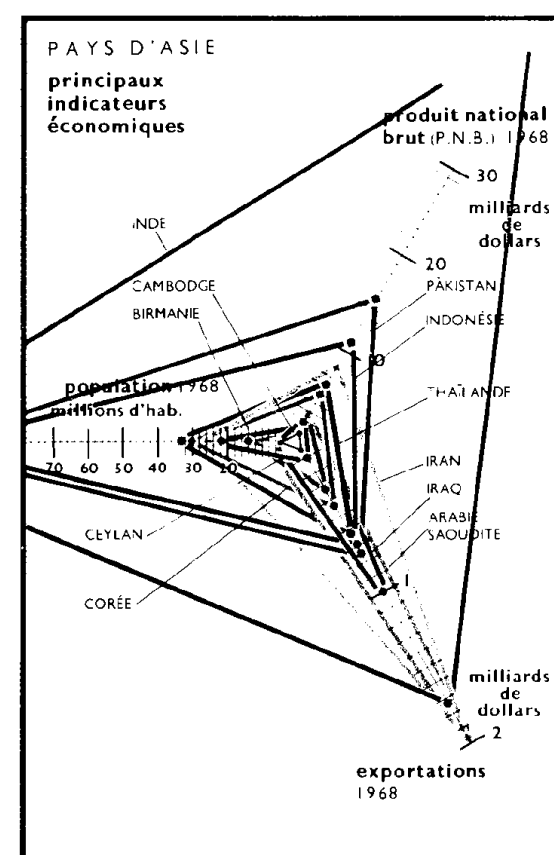 PAYS D'ASIE
principaux
indicateurs
économiques
produit national
brut (P.N.B.) 1968
30
milliards
de
dollars
INDE
20
CAMBODGE
PAKISTAN
BIRMANIE
INDONÉSIE
10
population 1968
millions d'hab.
THAÏLANDE
70 60 50 40 30 20 10
IRAN
IRAQ
ARABIE
SAOUDITE
CEYLAN
1
CORÉE
milliards
de
dollars
2
exportations
1968